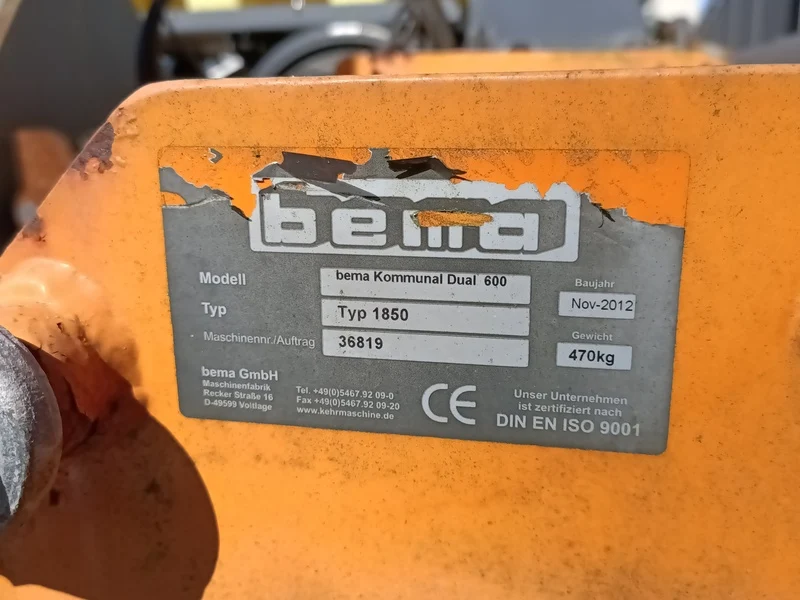 bema
Modell bema Kommunal Dual 600
Baujahr
Nov-2012
Typ Typ 1850
Gewicht
470kg
Maschinennr./Auftrag 36819
bema GmbH
Maschinenfabrik
Recker Straße 16
D-49599 Voltlage
Tel. +49(0)5467.92 09-0
Fax +49(0)5467.92 09-20
www.kehrmaschine.de
CE
Unser Unternehmen
ist zertifiziert nach
DIN EN ISO 9001